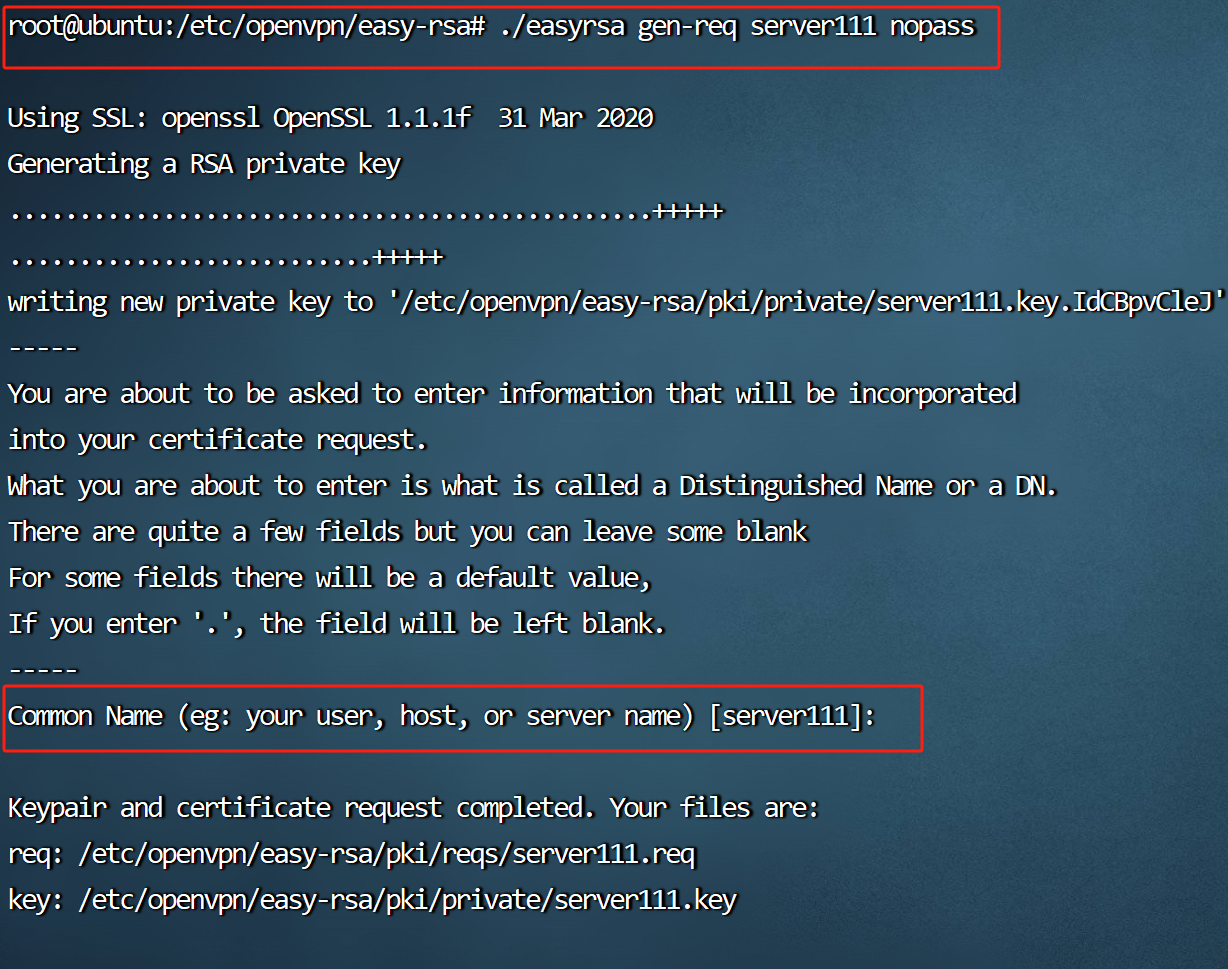 root@ubuntu:/etc/openvpn/easy-rsa# ./easyrsa gen-req server111 nopass
Using SSL: openssl OpenSSL 1.1.1f  31 Mar 2020
Generating a RSA private key
..............................................+++++
..........................+++++
writing new private key to '/etc/openvpn/easy-rsa/pki/private/server111.key.IdCBpvCleJ'
-----
You are about to be asked to enter information that will be incorporated
into your certificate request.
What you are about to enter is what is called a Distinguished Name or a DN.
There are quite a few fields but you can leave some blank
For some fields there will be a default value,
If you enter '.', the field will be left blank.
-----
Common Name (eg: your user, host, or server name) [server111]:
Keypair and certificate request completed. Your files are:
req: /etc/openvpn/easy-rsa/pki/reqs/server111.req
key: /etc/openvpn/easy-rsa/pki/private/server111.key